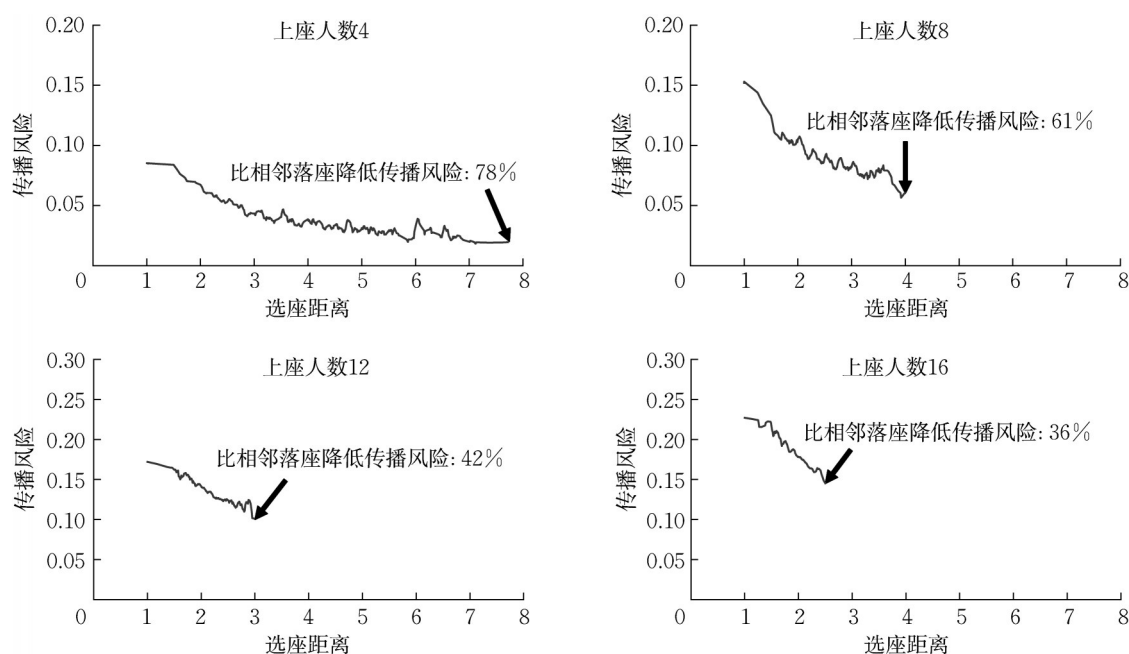 上座人数4
0.20
0.15
0.10
0.05
0
传播风险
比相邻落座降低传播风险: 78%
1 2 3 4 5 6 7 8
选座距离
上座人数8
0.20
0.15
0.10
0.05
0
传播风险
比相邻落座降低传播风险: 61%
1 2 3 4 5 6 7 8
选座距离
上座人数12
0.30
0.25
0.20
0.15
0.10
0.05
0
传播风险
比相邻落座降低传播风险: 42%
1 2 3 4 5 6 7 8
选座距离
上座人数16
0.30
0.25
0.20
0.15
0.10
0.05
0
传播风险
比相邻落座降低传播风险: 36%
1 2 3 4 5 6 7 8
选座距离